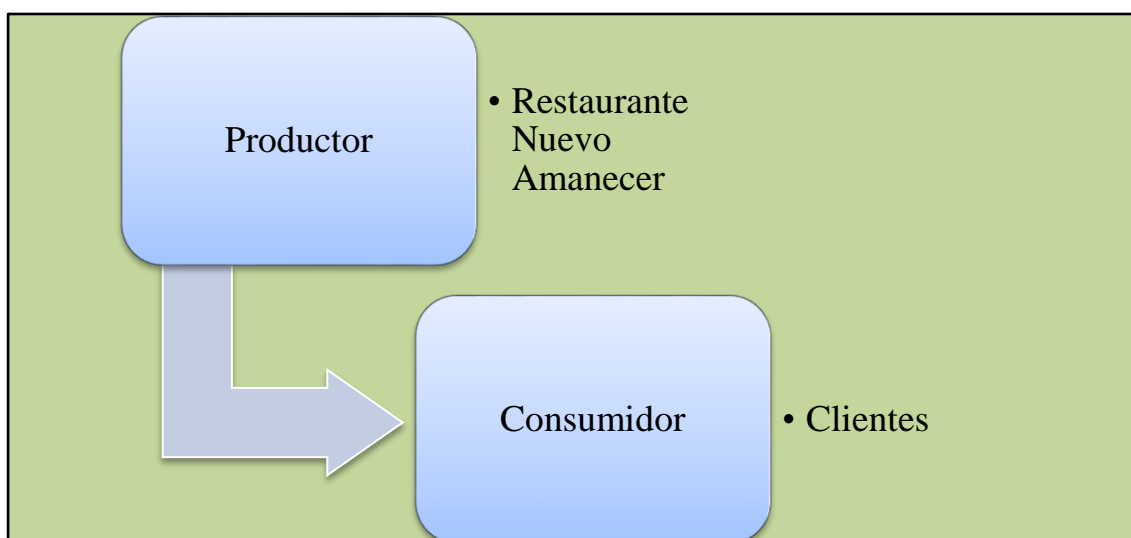 Productor
• Restaurante
Nuevo
Amanecer
Consumidor
• Clientes